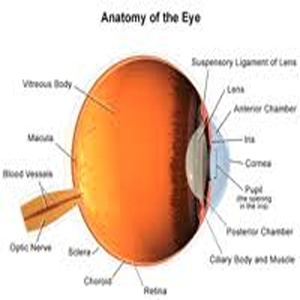 Anatomy of the Eye
Suspensory Ligament of Lens
Vitreous Body
Lens
Anterior Chamber
Macula
Iris
Cornea
Blood Vessels
Pupil
(the opening
in the iris)
Posterior Chamber
Optic Nerve
Sclera
Ciliary Body and Muscle
Choroid
Retina